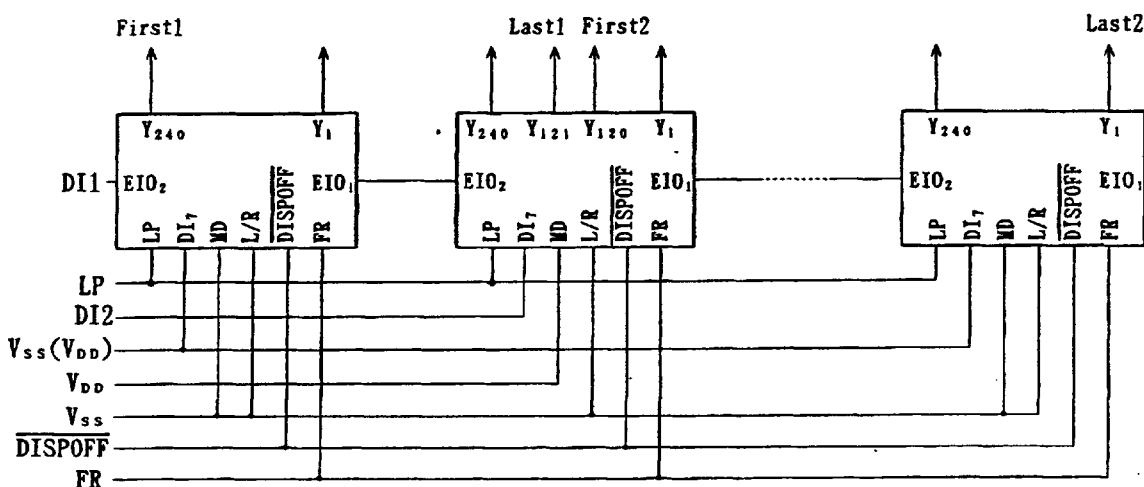 First1 Last1 First2 Last2
Y₂₄₀ Y₁ Y₂₄₀ Y₁₂₁ Y₁₂₀ Y₁ Y₂₄₀ Y₁
DI1 EIO₂ EIO₁ EIO₂ EIO₁ EIO₂ EIO₁
LP DI₇ MD L/R DISPOFF FR LP DI₇ MD L/R DISPOFF FR LP DI₇ MD L/R DISPOFF FR
LP
DI2
Vss(VDD)
VDD
Vss
DISPOFF
FR